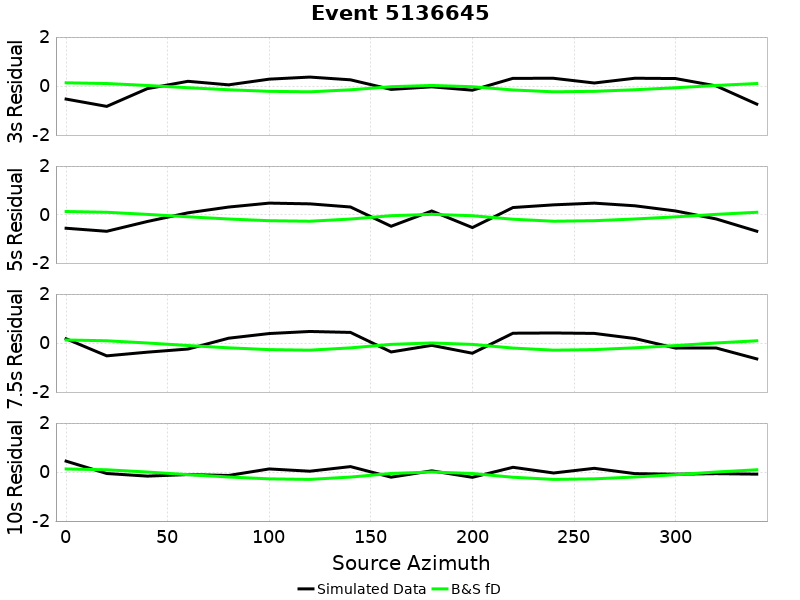 Event 5136645
3s Residual
2
0
-2
5s Residual
2
0
-2
7.5s Residual
2
0
-2
10s Residual
2
0
-2
0 50 100 150 200 250 300
Source Azimuth
Simulated Data B&S fD